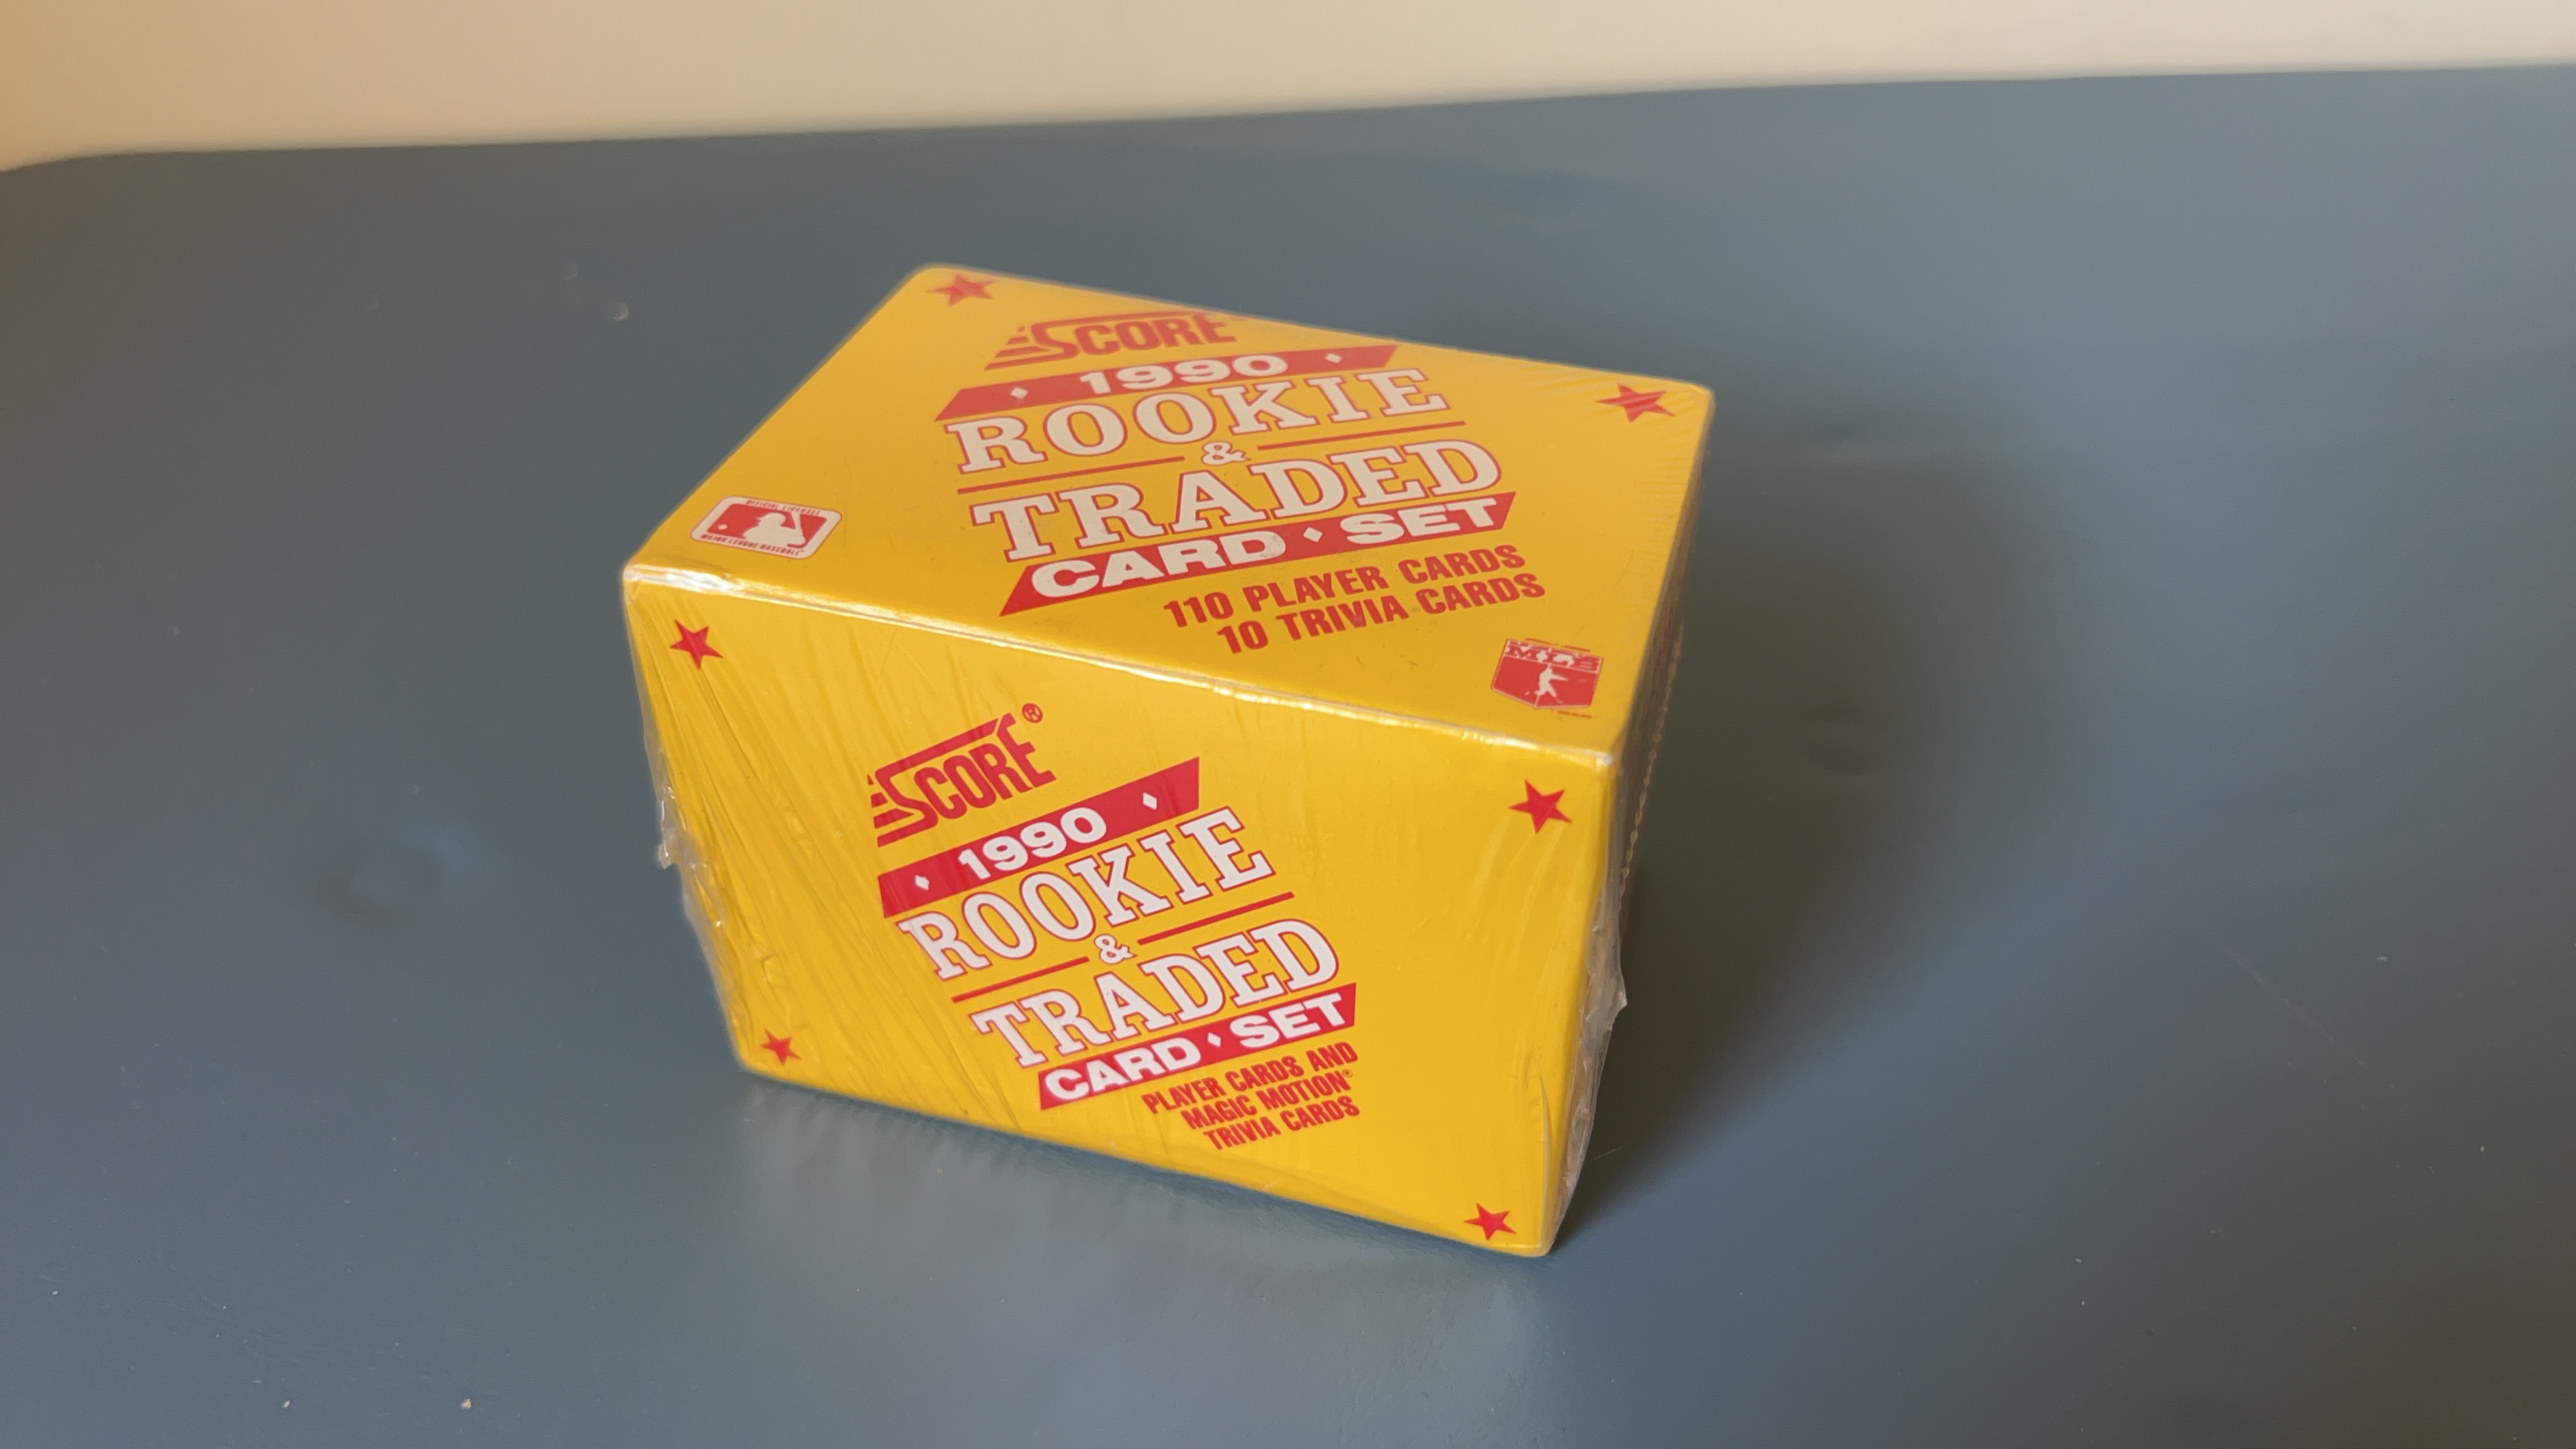 SCORE
1990
ROOKIE
&
TRADED
CARD • SET
110 PLAYER CARDS
10 TRIVIA CARDS
MLB
SCORE®
1990
ROOKIE
&
TRADED
CARD • SET
PLAYER CARDS AND
MAGIC MOTION®
TRIVIA CARDS